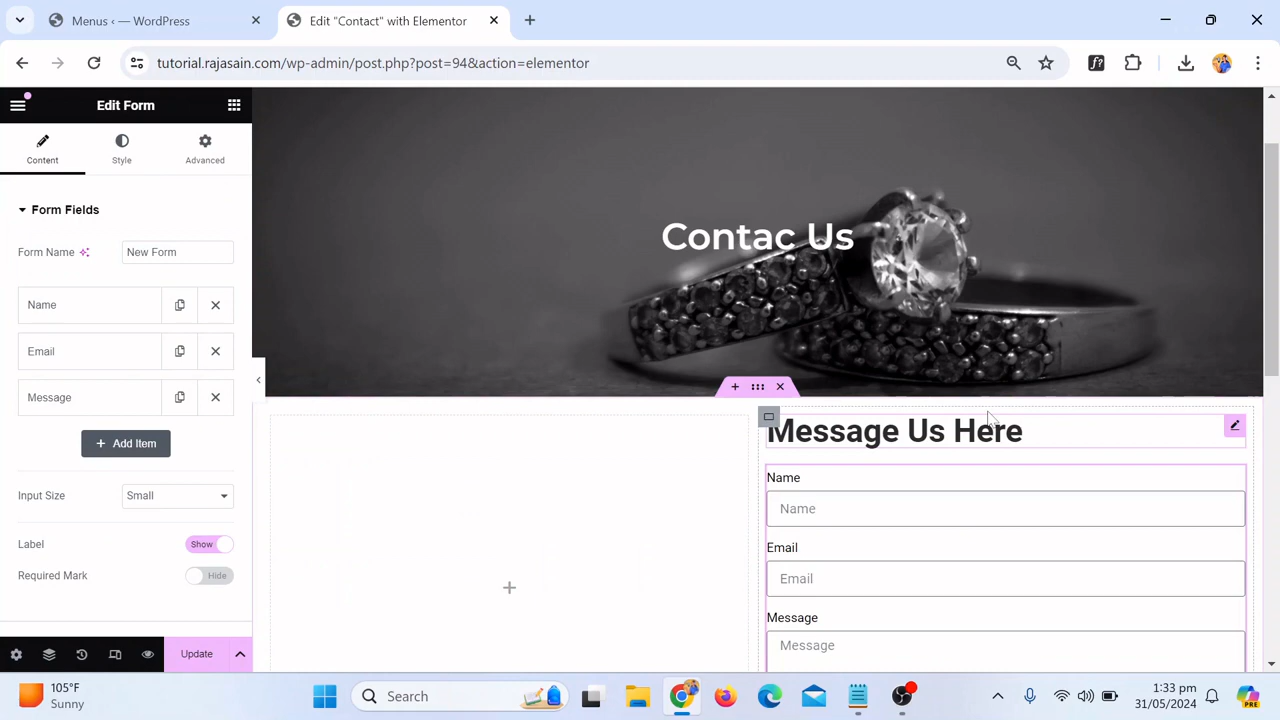 Menus ‹ — WordPress
Edit "Contact" with Elementor
tutorial.rajasain.com/wp-admin/post.php?post=94&action=elementor
Edit Form
Content
Style
Advanced
Form Fields
Form Name
New Form
Name
Email
Message
+ Add Item
Input Size
Small
Label
Show
Required Mark
Hide
Update
Contac Us
Message Us Here
Name
Name
Email
Email
Message
Message
105°F
Sunny
Search
PRE
1:33 pm
31/05/2024